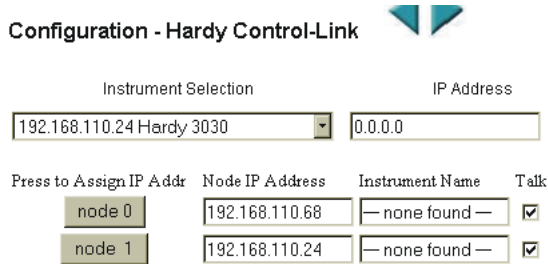 Configuration - Hardy Control-Link
Instrument Selection IP Address
192.168.110.24 Hardy 3030 0.0.0.0
Press to Assign IP Addr Node IP Address Instrument Name Talk
node 0 192.168.110.68 — none found —
node 1 192.168.110.24 — none found —